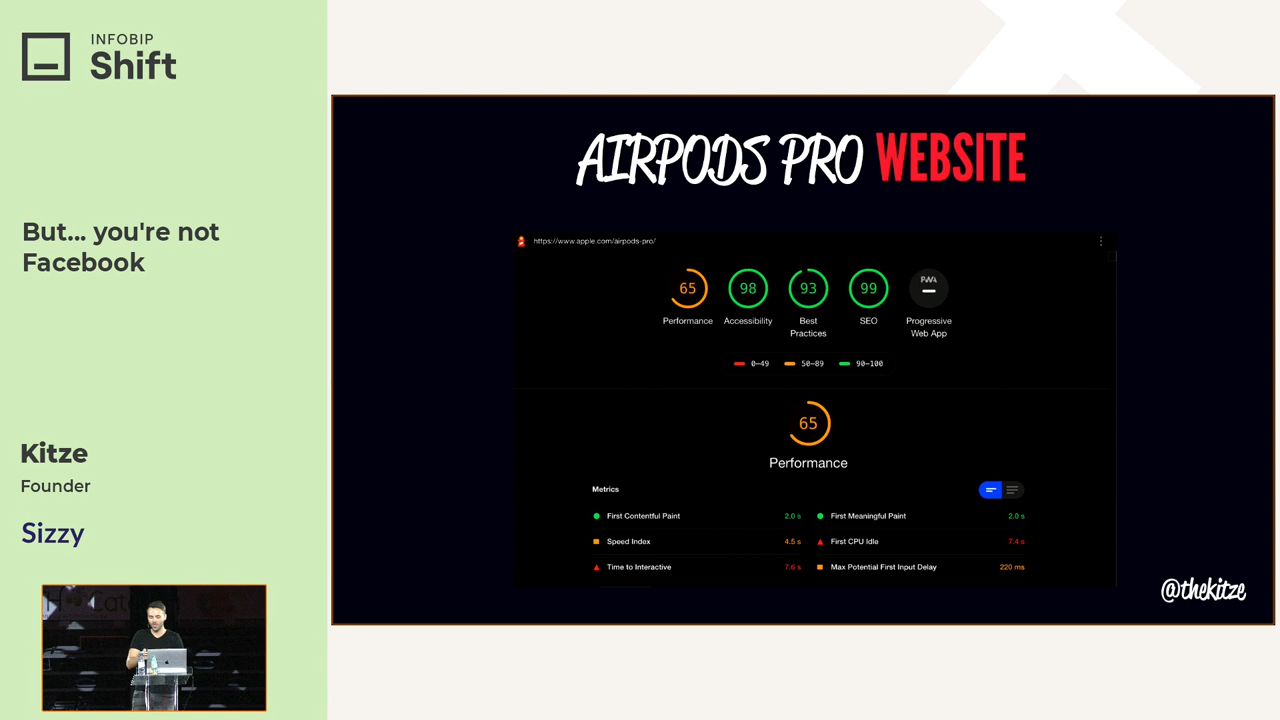 INFOBIP
Shift
But... you're not
Facebook
Kitze
Founder
Sizzy
AIRPODS PRO WEBSITE
https://www.apple.com/airpods-pro/
65
Performance
98
Accessibility
93
Best
Practices
99
SEO
PWA
Progressive
Web App
0–49
50–89
90–100
65
Performance
Metrics
First Contentful Paint 2.0 s
First Meaningful Paint 2.0 s
Speed Index 4.5 s
First CPU Idle 7.4 s
Time to Interactive 7.6 s
Max Potential First Input Delay 220 ms
@thekitze